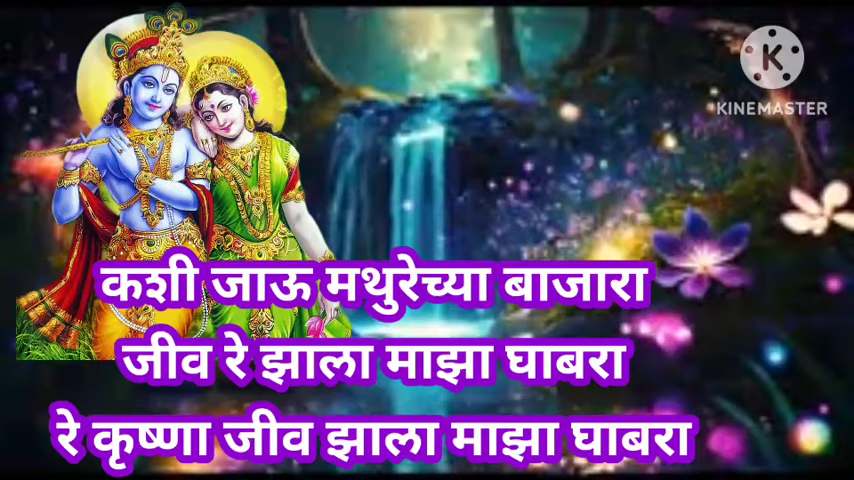 K
KINEMASTER
कशी जाऊ मथुरेच्या बाजारा
जीव रे झाला माझा घाबरा
रे कृष्णा जीव झाला माझा घाबरा